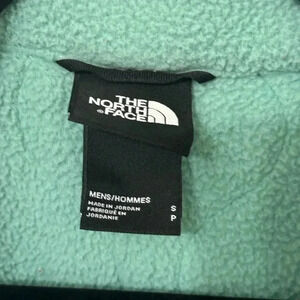 THE
NORTH
FACE
MENS/HOMMES
S
MADE IN JORDAN
P
FABRIQUÉ EN
JORDANIE